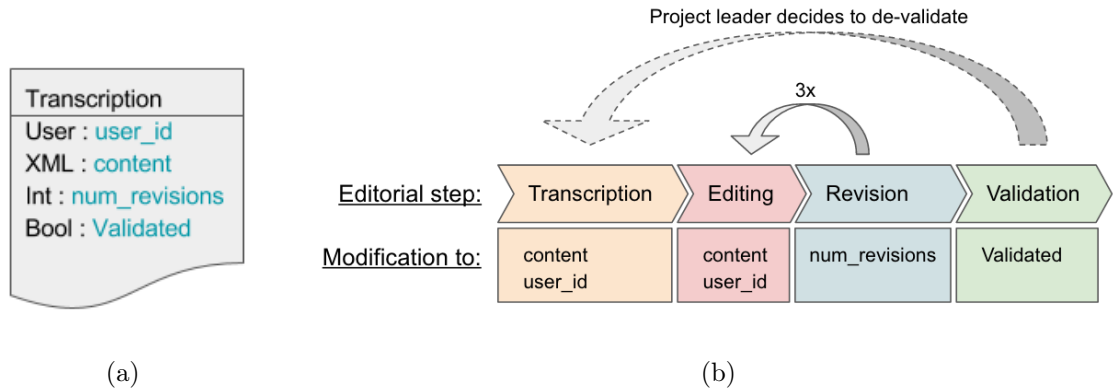 Transcription
User : user_id
XML : content
Int : num_revisions
Bool : Validated
(a)
Project leader decides to de-validate
3x
Editorial step: Transcription Editing Revision Validation
Modification to: content content num_revisions Validated
user_id user_id
(b)